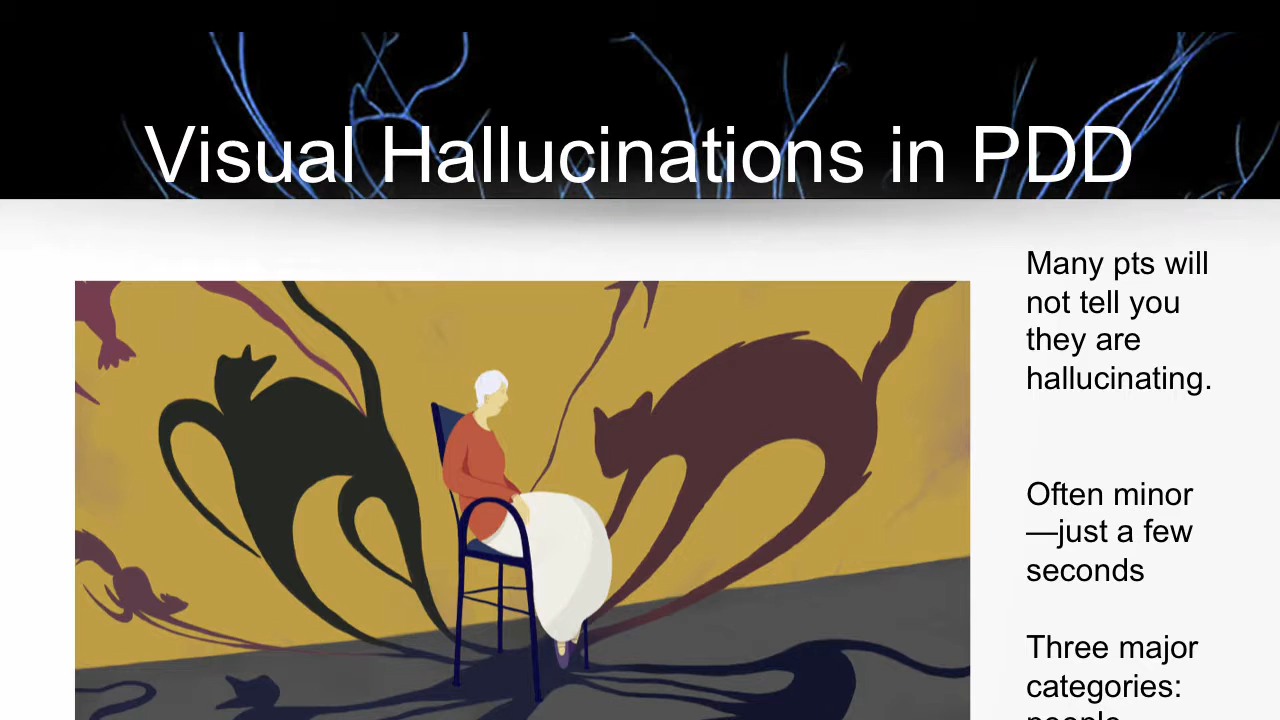 Visual Hallucinations in PDD
Many pts will
not tell you
they are
hallucinating.
Often minor
—just a few
seconds
Three major
categories: